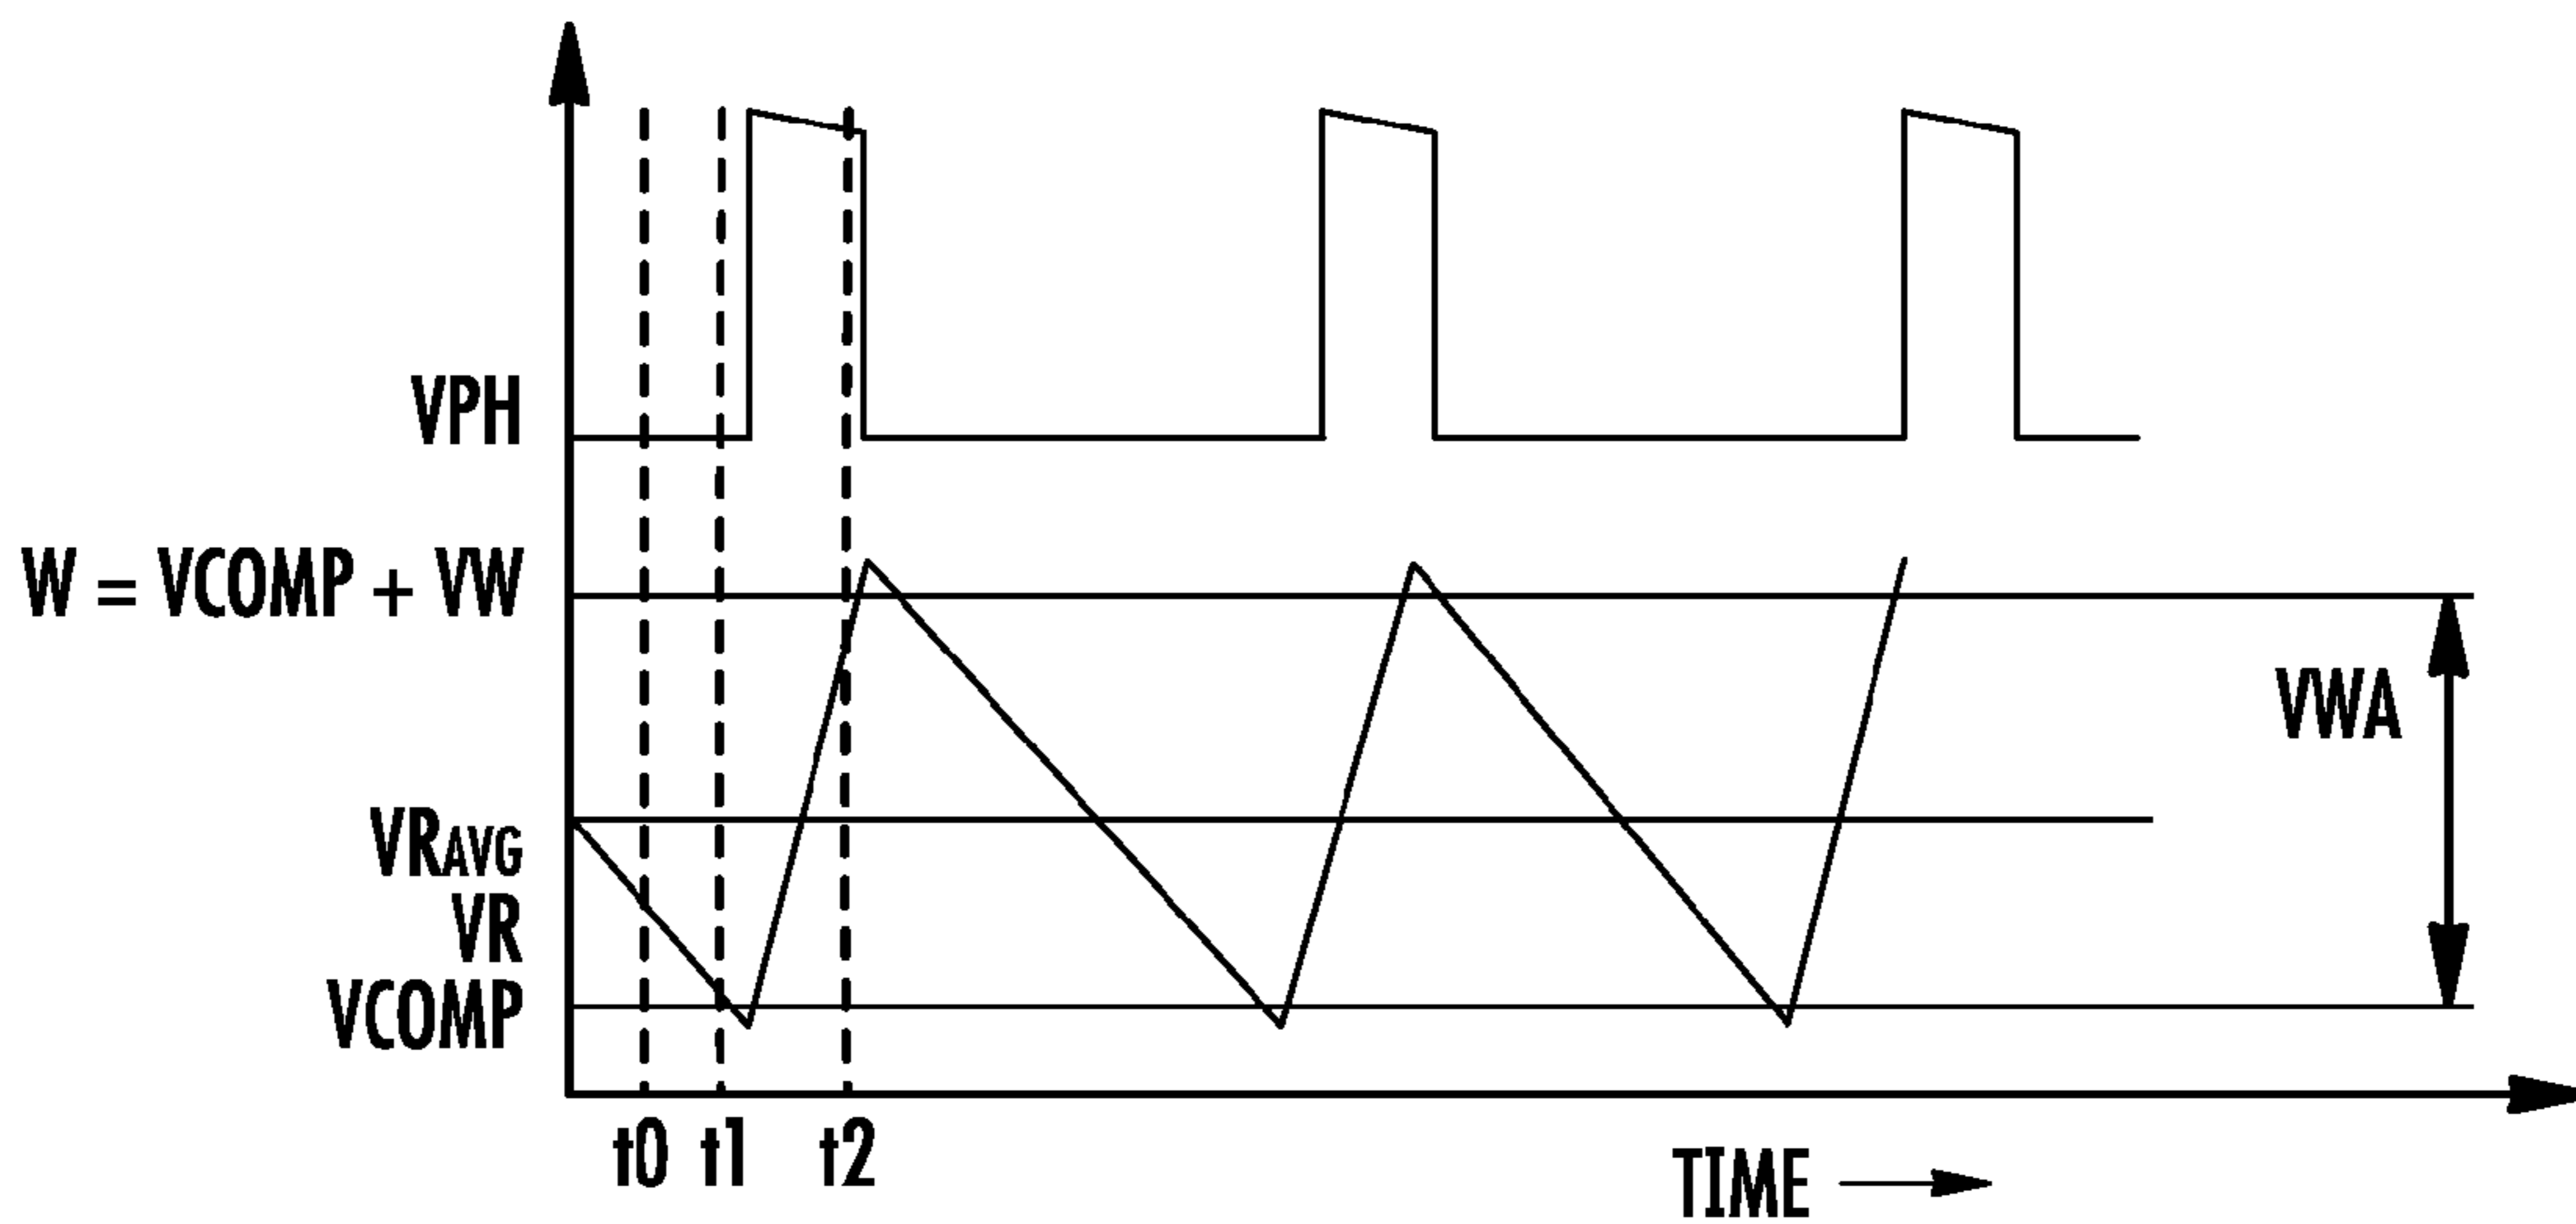 VPH
W = VCOMP + VW
VWA
VRAVG
VR
VCOMP
t0 t1 t2
TIME